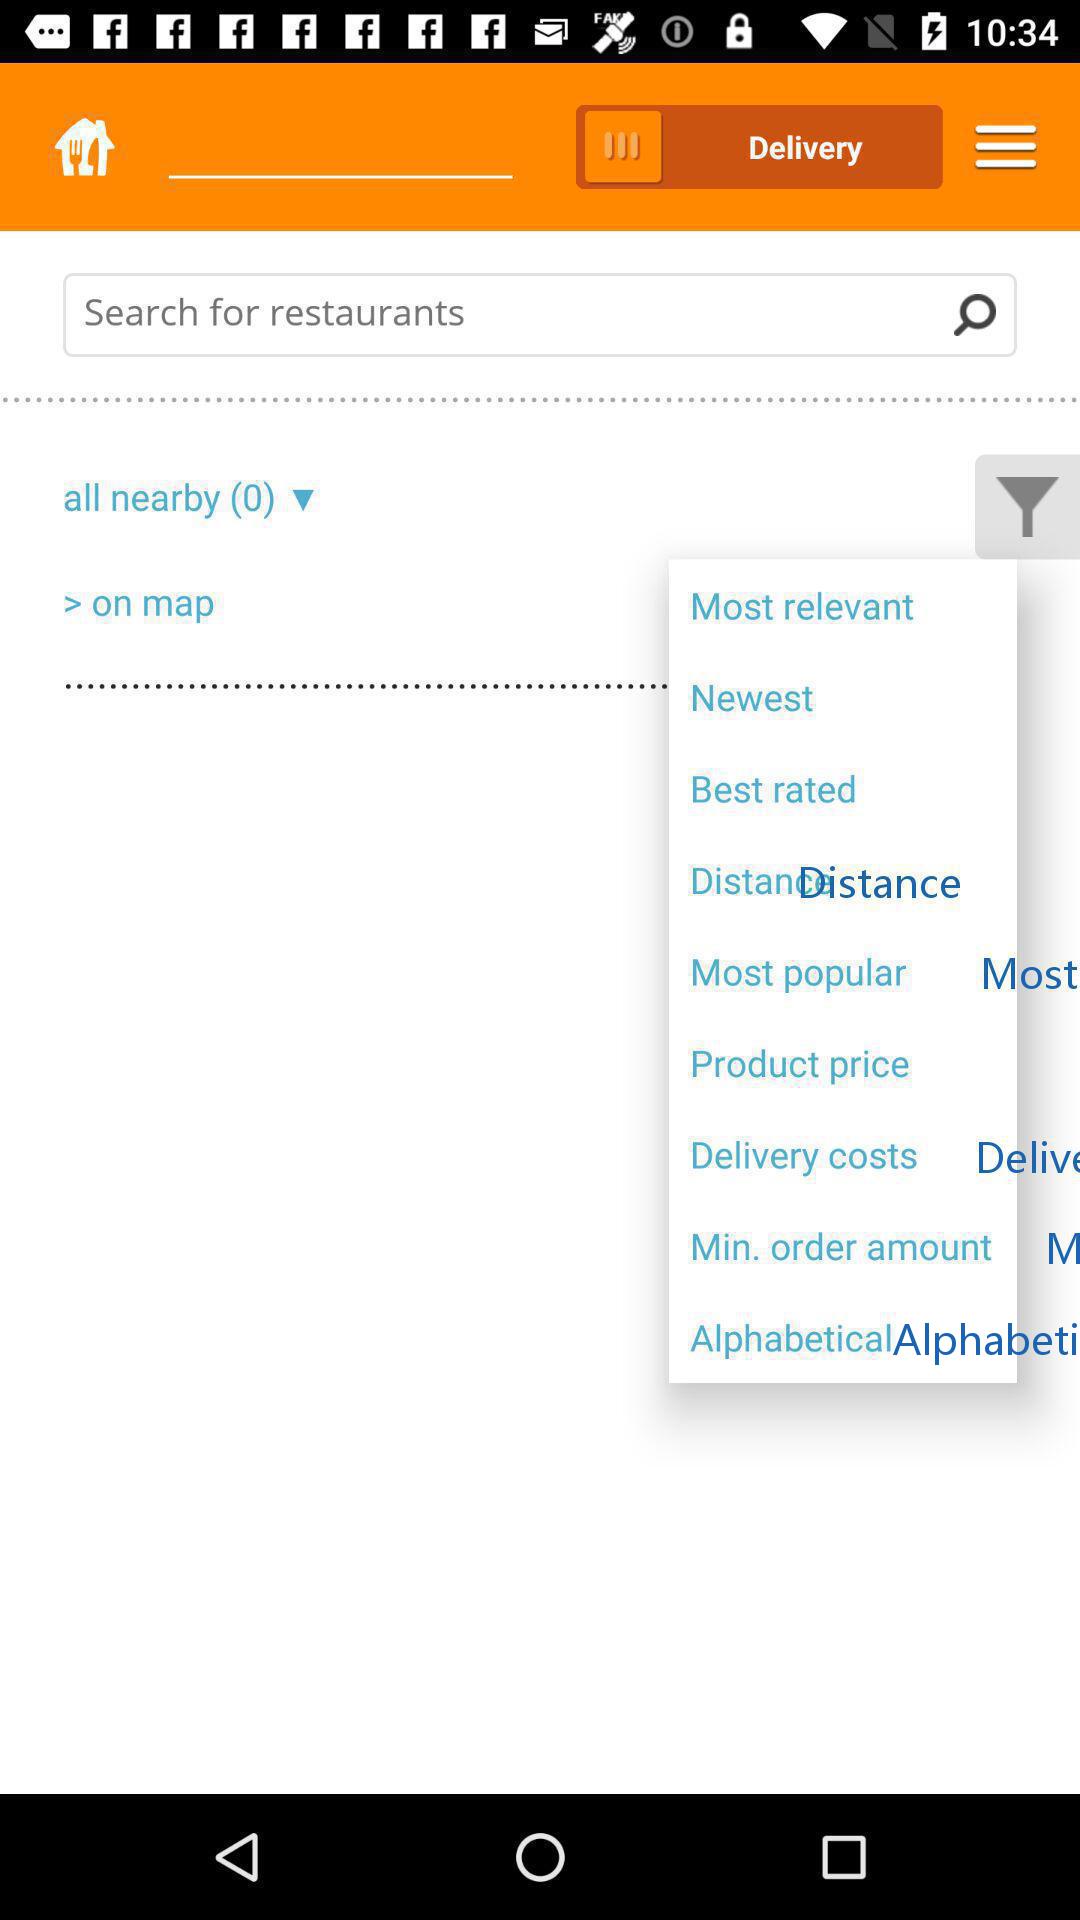 FAKE
10:34
Delivery
Search for restaurants
all nearby (0) ▼
> on map
Most relevant
Newest
Best rated
Distance Distance
Most popular Most
Product price
Delivery costs Delive
Min. order amount M
Alphabetical Alphabeti